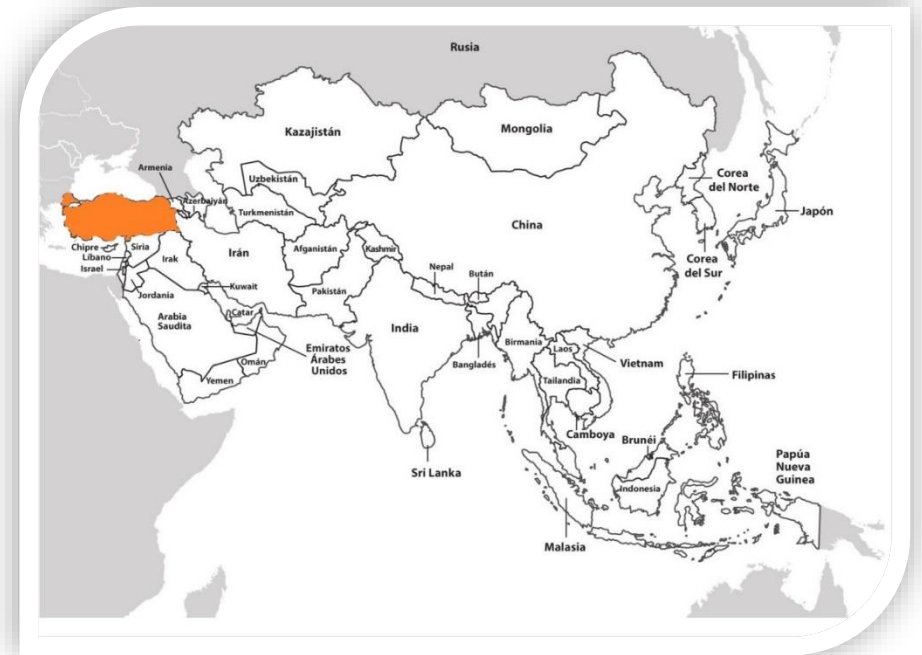 Rusia
Kazajistán
Mongolia
Armenia
Uzbekistán
Azerbaiyán
Turkmenistán
Corea
del Norte
Japón
China
Corea
del Sur
Chipre
Siria
Líbano
Israel
Irak
Irán
Afganistán
Kashmir
Jordania
Kuwait
Pakistán
Nepal
Bután
Arabia
Saudita
Catar
Emiratos
Árabes
Unidos
Omán
Yemen
India
Bangladés
Birmania
Laos
Vietnam
Tailandia
Filipinas
Camboya
Brunéi
Sri Lanka
Indonesia
Malasia
Papúa
Nueva
Guinea